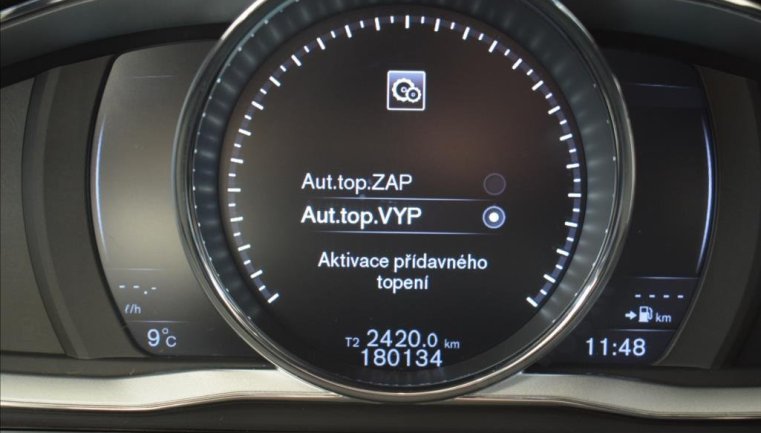 Aut.top.ZAP
Aut.top.VYP
Aktivace přídavného
topení
--.-
ℓ/h
9°C
T2 2420.0 km
180134
---- 
km
11:48